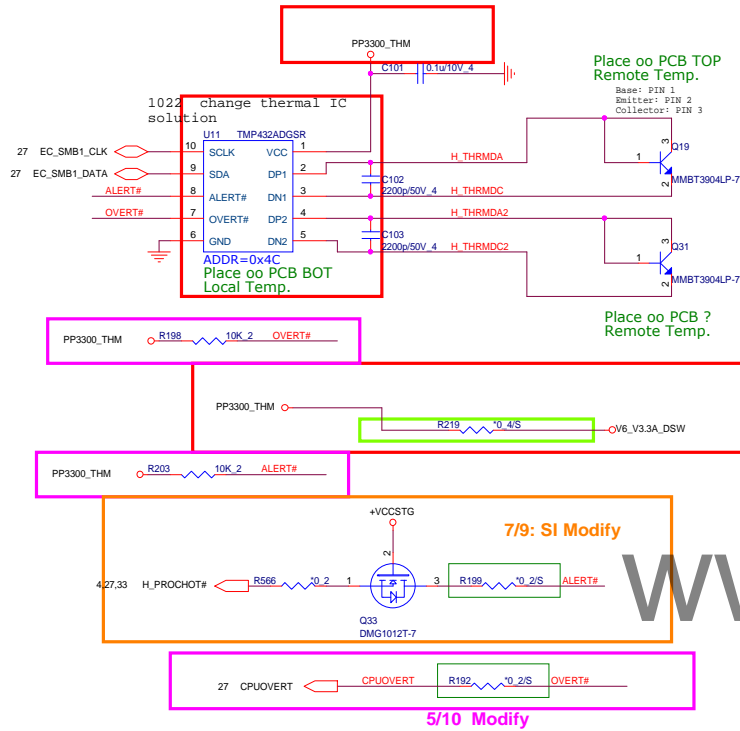 PP3300_THM
C101 0.1u/10V_4
Place oo PCB TOP
Remote Temp.
Base: PIN 1
Emitter: PIN 2
Collector: PIN 3
1022 change thermal IC
solution
U11 TMP432ADGSR
27 EC_SMB1_CLK 10 SCLK VCC 1
27 EC_SMB1_DATA 9 SDA DP1 2 H_THRMDA
ALERT# 8 ALERT# DN1 3 H_THRMDC
OVERT# 7 OVERT# DP2 4 H_THRMDA2
6 GND DN2 5 H_THRMDC2
C102
2200p/50V_4
C103
2200p/50V_4
3 Q19
1
MMBT3904LP-7
2
3 Q31
1
MMBT3904LP-7
2
ADDR=0x4C
Place oo PCB BOT
Local Temp.
Place oo PCB ?
Remote Temp.
PP3300_THM R198 10K_2 OVERT#
PP3300_THM
R219 *0_4/S V6_V3.3A_DSW
PP3300_THM R203 10K_2 ALERT#
+VCCSTG
7/9: SI Modify
2
4,27,33 H_PROCHOT# R566 *0_2 1 3 R199 *0_2/S ALERT#
Q33
DMG1012T-7
27 CPUOVERT CPUOVERT R192 *0_2/S OVERT#
5/10 Modify